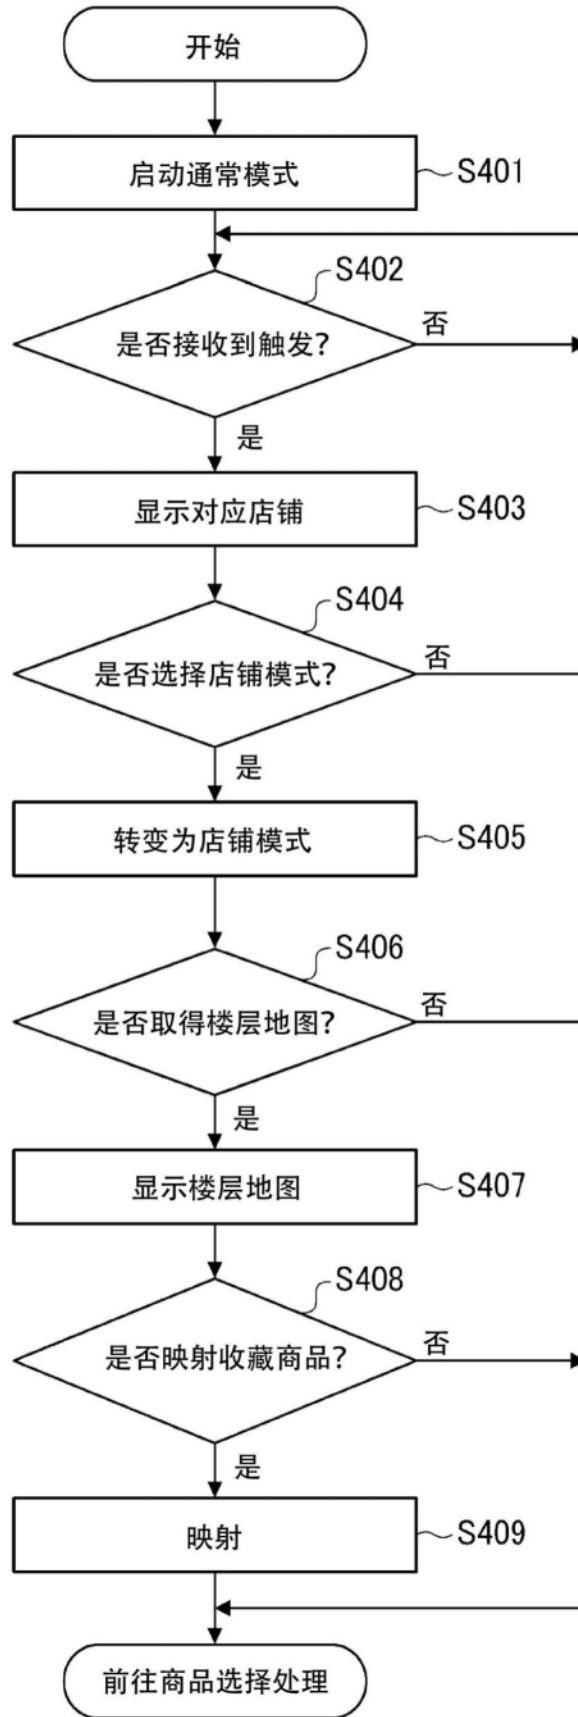 开始
启动通常模式
S401
S402
是否接收到触发?
否
是
显示对应店铺
S403
S404
是否选择店铺模式?
否
是
转变为店铺模式
S405
S406
是否取得楼层地图?
否
是
显示楼层地图
S407
S408
是否映射收藏商品?
否
是
映射
S409
前往商品选择处理